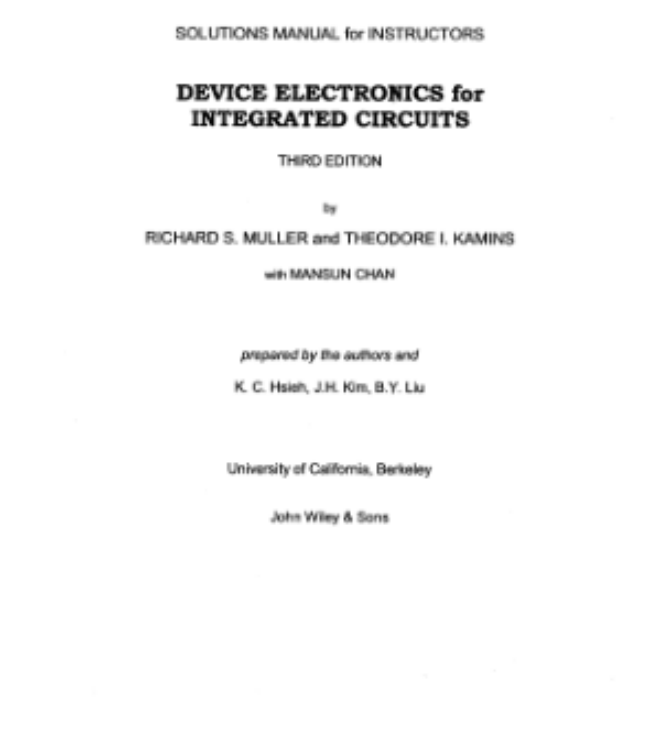 SOLUTIONS MANUAL for INSTRUCTORS
DEVICE ELECTRONICS for
INTEGRATED CIRCUITS
THIRD EDITION
by
RICHARD S. MULLER and THEODORE I. KAMINS
with MANSUN CHAN
prepared by the authors and
K. C. Hsieh, J.H. Kim, B.Y. Liu
University of California, Berkeley
John Wiley & Sons